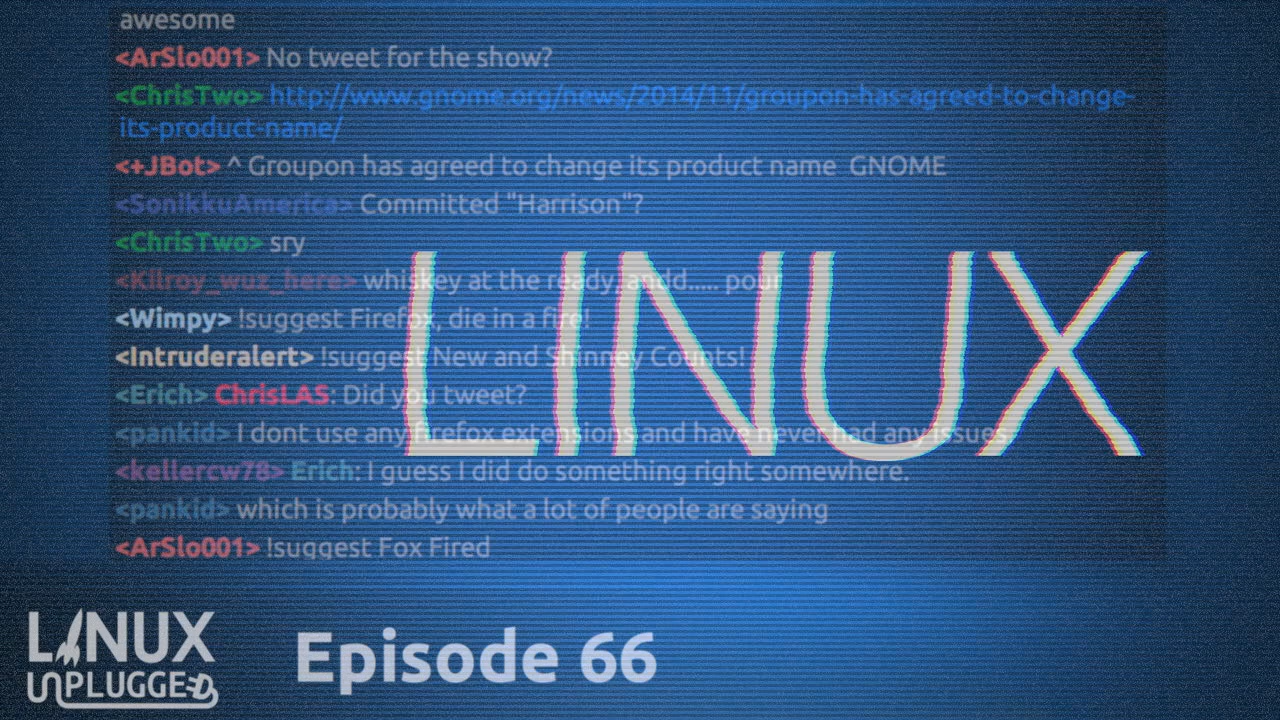 awesome
<ArSlo001> No tweet for the show?
<ChrisTwo> http://www.gnome.org/news/2014/11/groupon-has-agreed-to-change-
its-product-name/
<+JBot> ^ Groupon has agreed to change its product name  GNOME
<SonikkuAmerica> Committed "Harrison"?
<ChrisTwo> sry
<Kilroy_wuz_here> whiskey at the ready, andd..... pour
<Wimpy> !suggest Firefox, die in a fire!
<Intruderalert> !suggest New and Shinney Counts!
<Erich> ChrisLAS: Did you tweet?
<pankid> I dont use any firefox extensions and have never had any issues
<kellercw78> Erich: I guess I did do something right somewhere.
<pankid> which is probably what a lot of people are saying
<ArSlo001> !suggest Fox Fired
LINUX
LINUX
UNPLUGGED
Episode 66